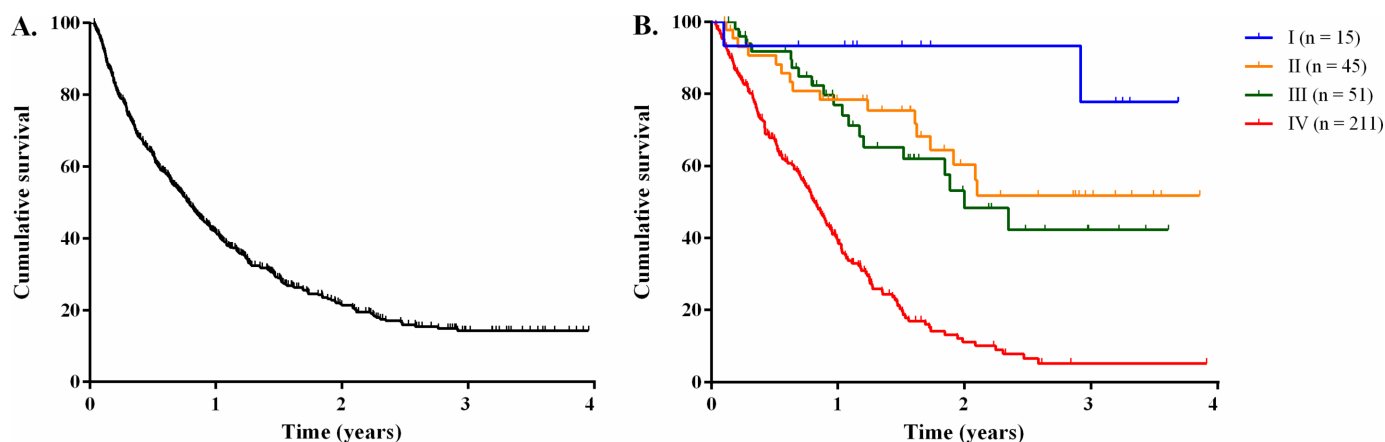 A.
Cumulative survival
100
80
60
40
20
0
0 1 2 3 4
Time (years)
B.
Cumulative survival
100
80
60
40
20
0
0 1 2 3 4
Time (years)
I (n = 15)
II (n = 45)
III (n = 51)
IV (n = 211)